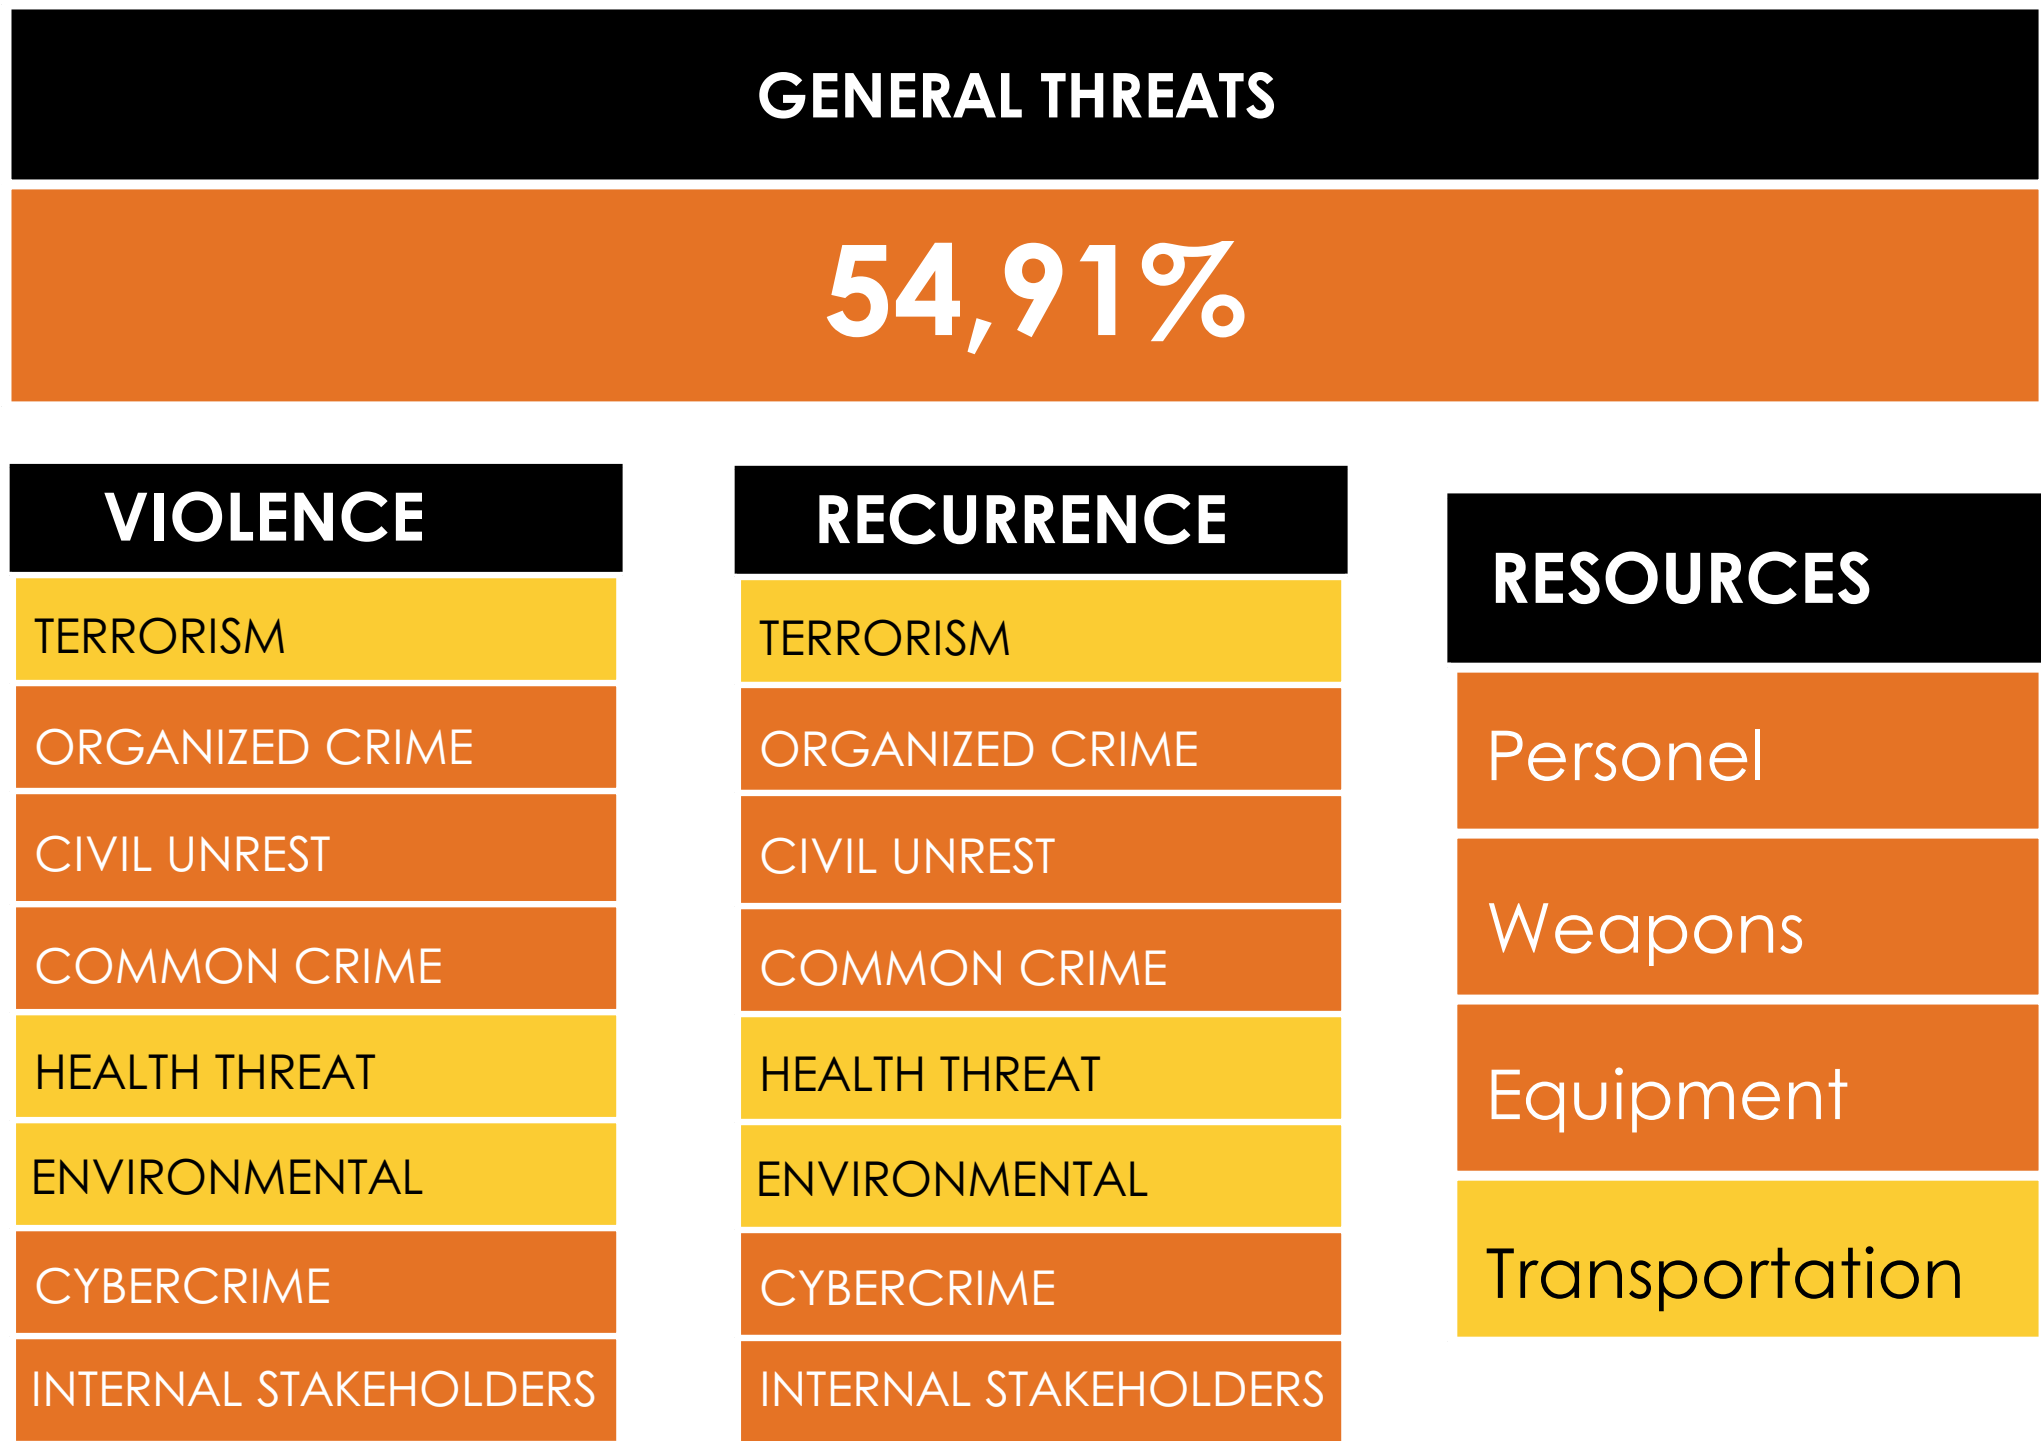 GENERAL THREATS
54,91%
VIOLENCE
TERRORISM
ORGANIZED CRIME
CIVIL UNREST
COMMON CRIME
HEALTH THREAT
ENVIRONMENTAL
CYBERCRIME
INTERNAL STAKEHOLDERS
RECURRENCE
TERRORISM
ORGANIZED CRIME
CIVIL UNREST
COMMON CRIME
HEALTH THREAT
ENVIRONMENTAL
CYBERCRIME
INTERNAL STAKEHOLDERS
RESOURCES
Personel
Weapons
Equipment
Transportation